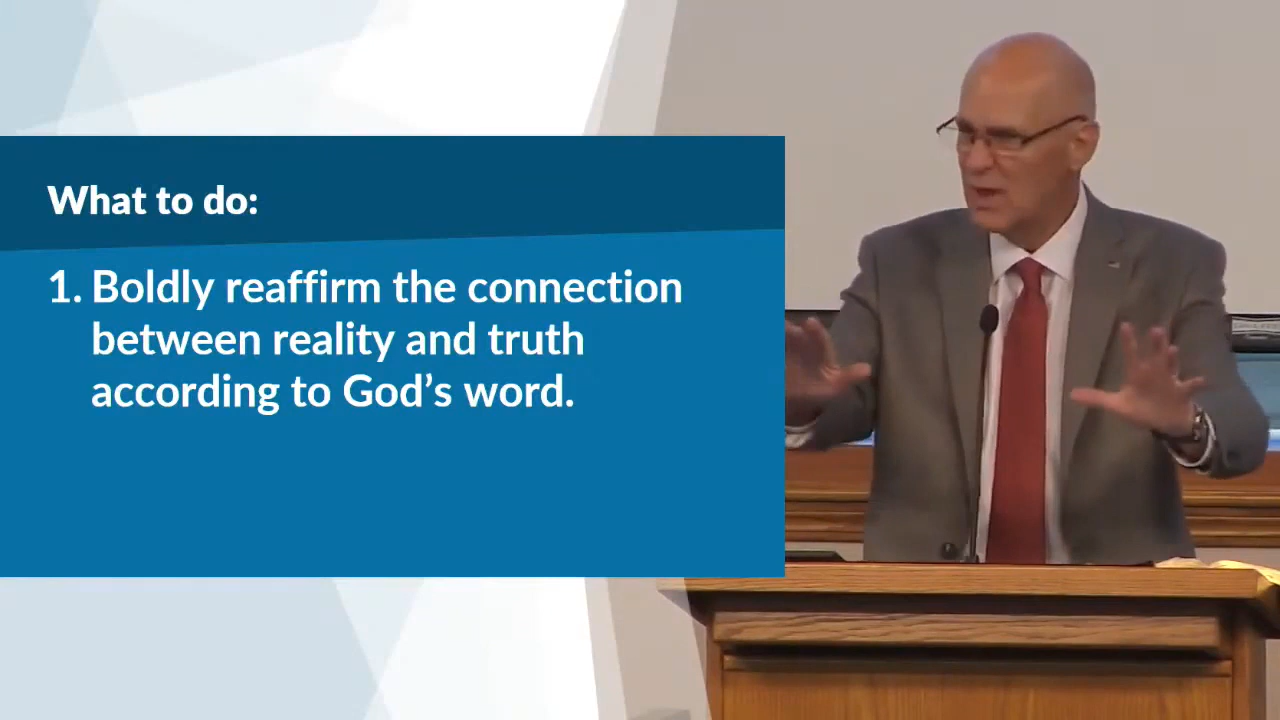 What to do:
1. Boldly reaffirm the connection
between reality and truth
according to God’s word.